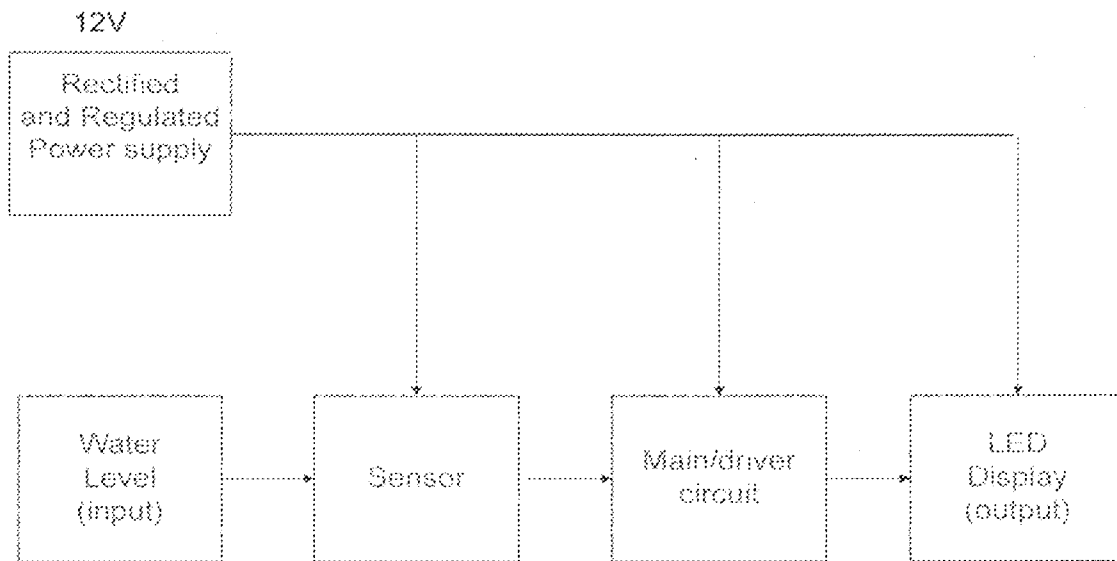 12V
Rectified
and Regulated
Power supply
Water
Level
(input)
Sensor
Main/driver
circuit
LED
Display
(output)